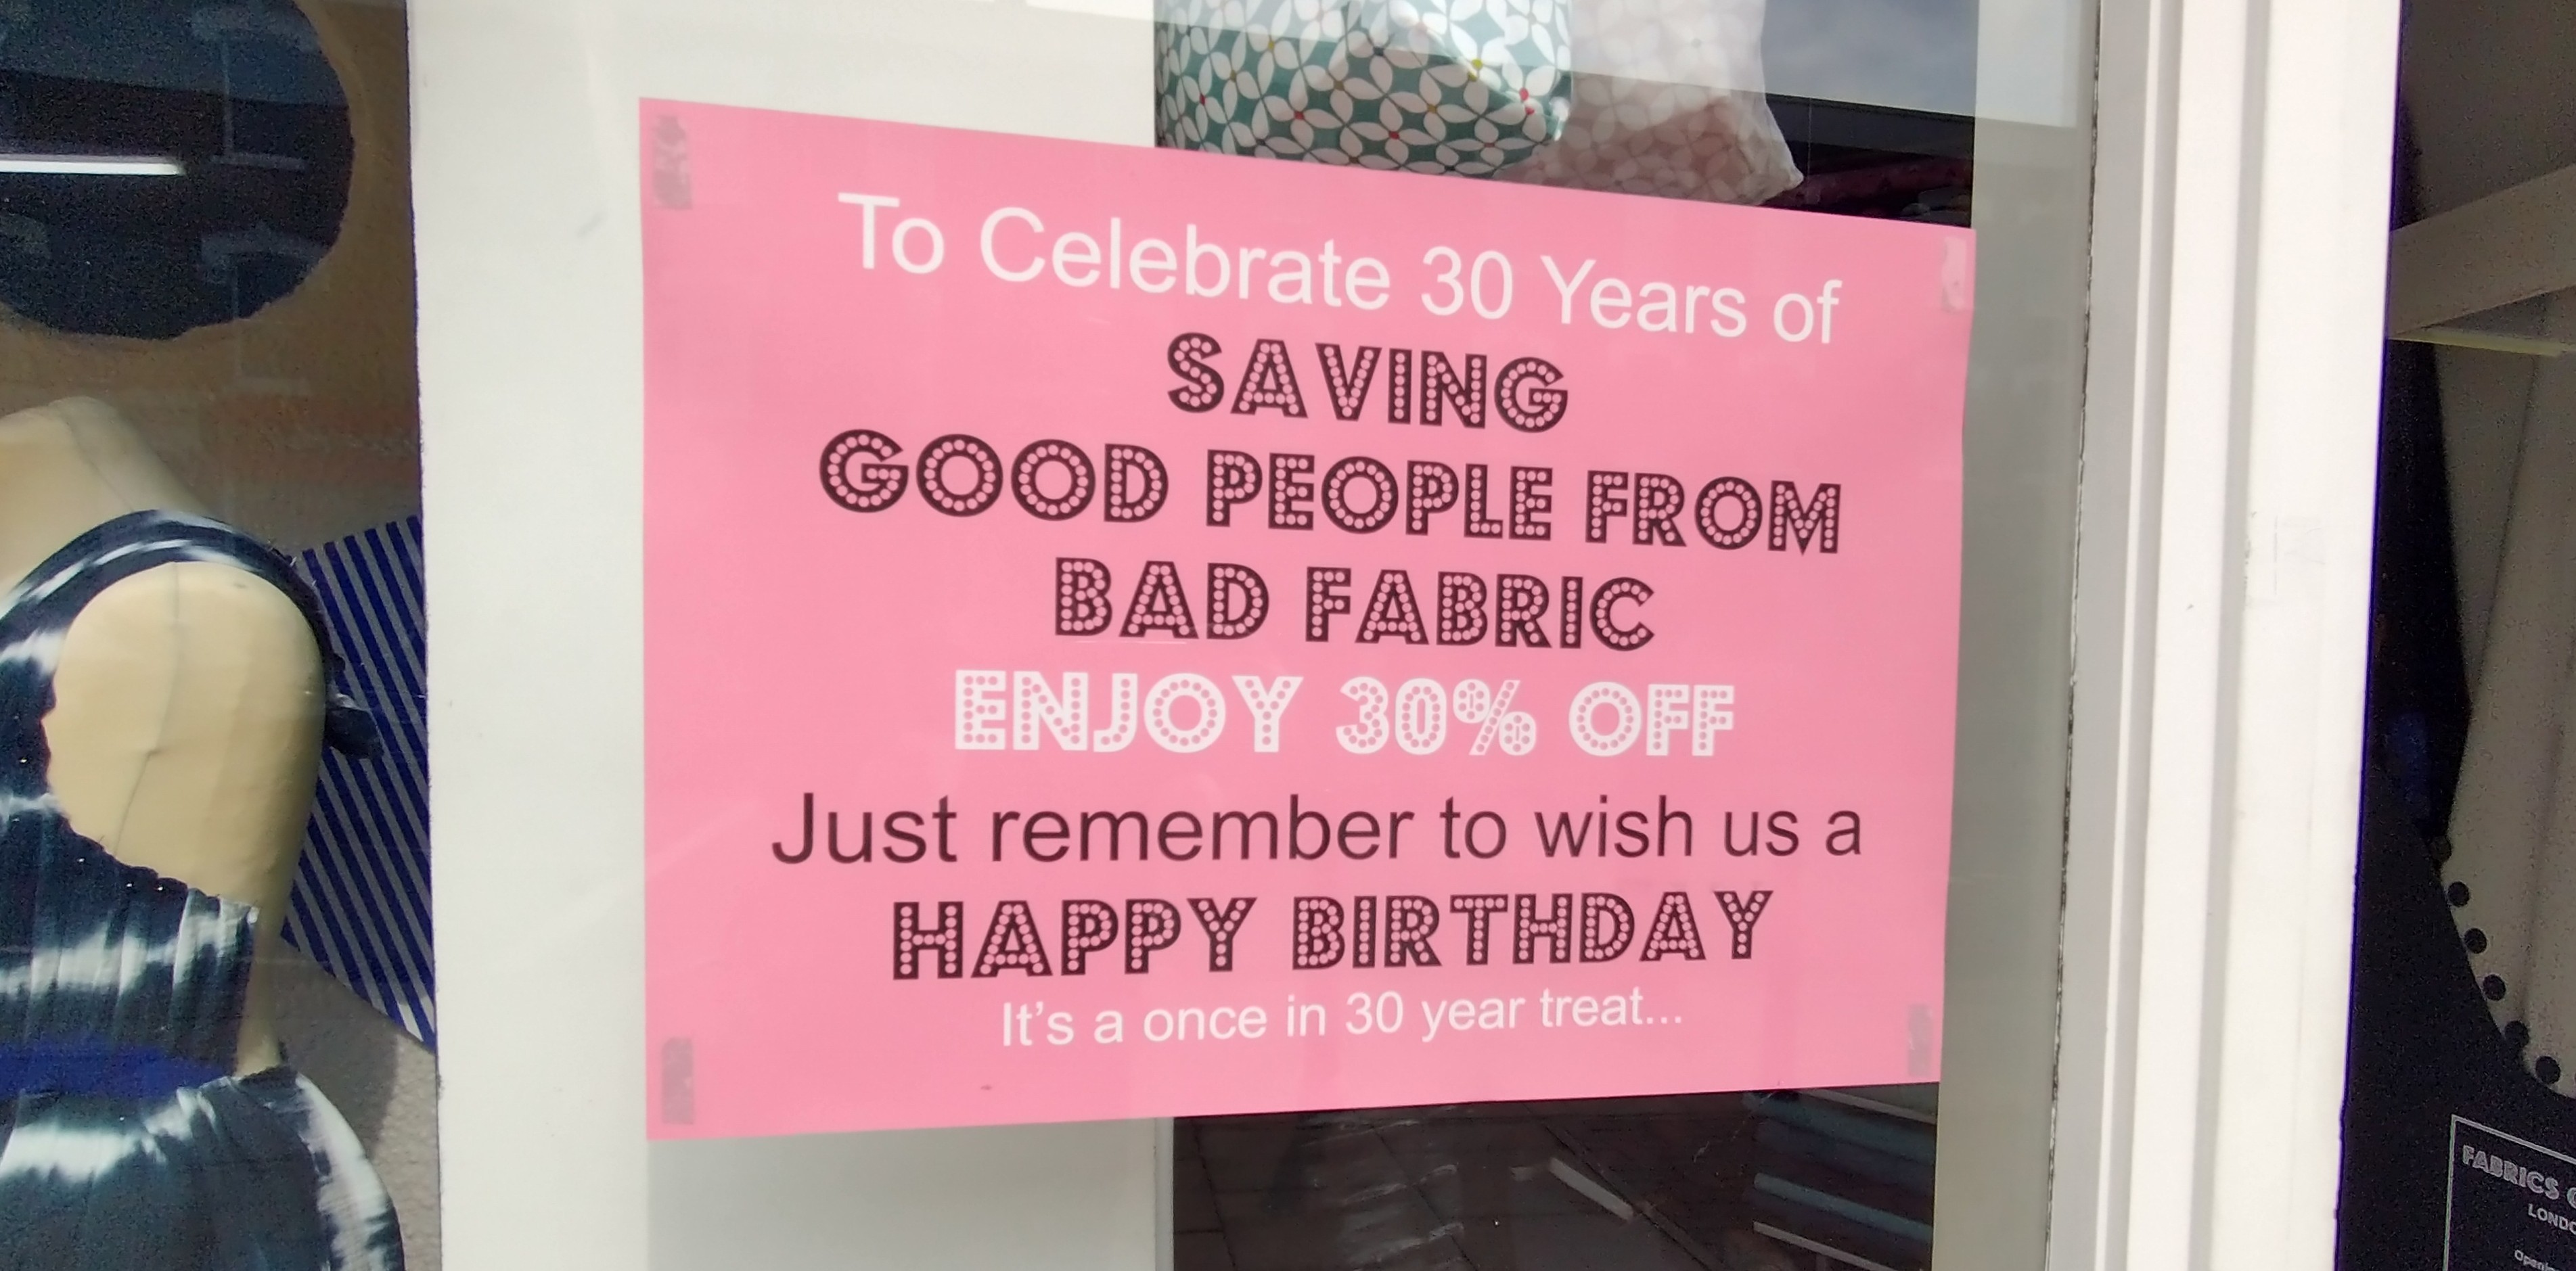 To Celebrate 30 Years of
SAVING
GOOD PEOPLE FROM
BAD FABRIC
ENJOY 30% OFF
Just remember to wish us a
HAPPY BIRTHDAY
It's a once in 30 year treat...
FABRICS